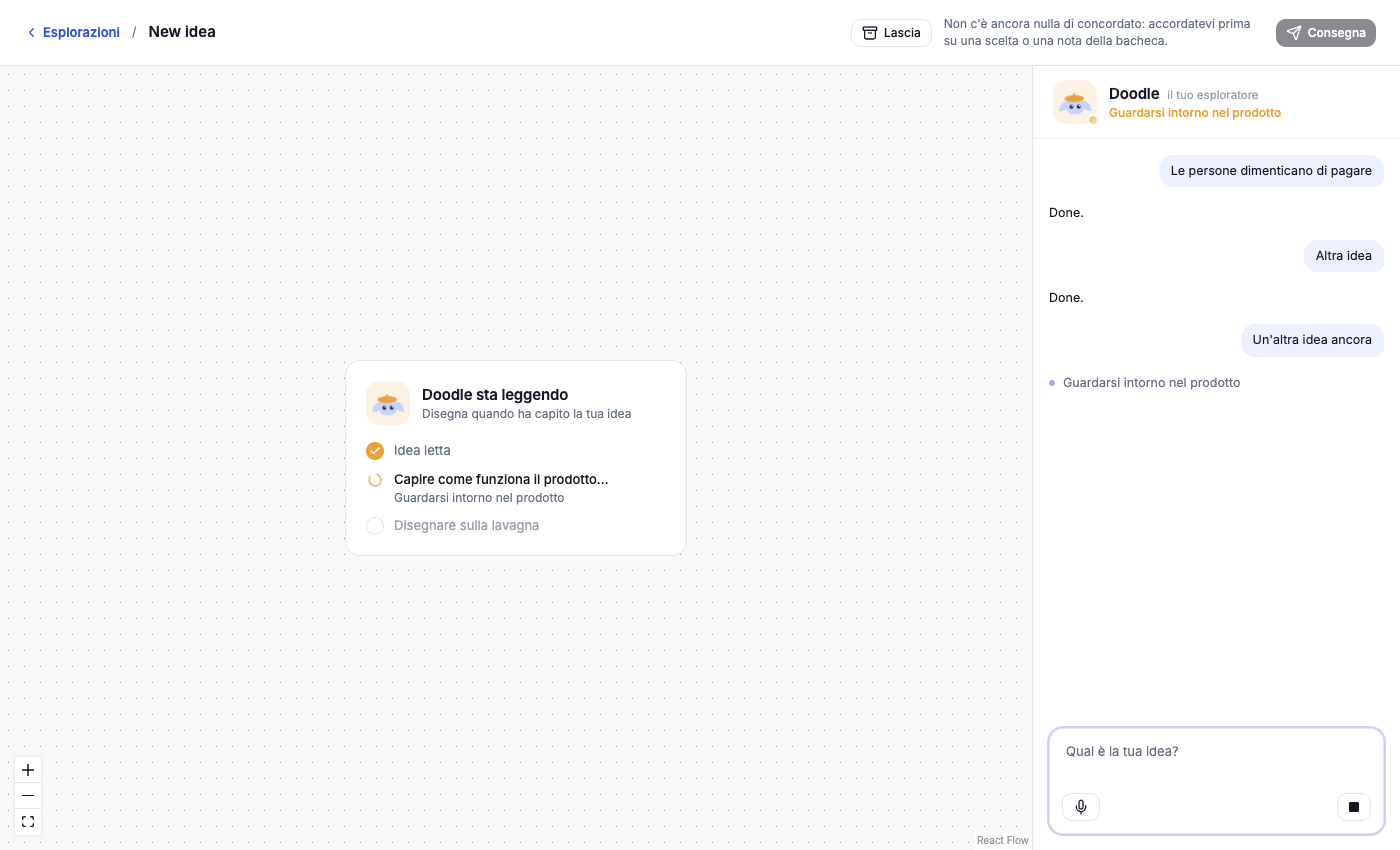 Esplorazioni / New idea
Lascia
Non c'è ancora nulla di concordato: accordatevi prima
su una scelta o una nota della bacheca.
Consegna
Doodle il tuo esploratore
Guardarsi intorno nel prodotto
Le persone dimenticano di pagare
Done.
Altra idea
Done.
Un'altra idea ancora
Guardarsi intorno nel prodotto
Doodle sta leggendo
Disegna quando ha capito la tua idea
Idea letta
Capire come funziona il prodotto...
Guardarsi intorno nel prodotto
Disegnare sulla lavagna
Qual è la tua idea?
React Flow